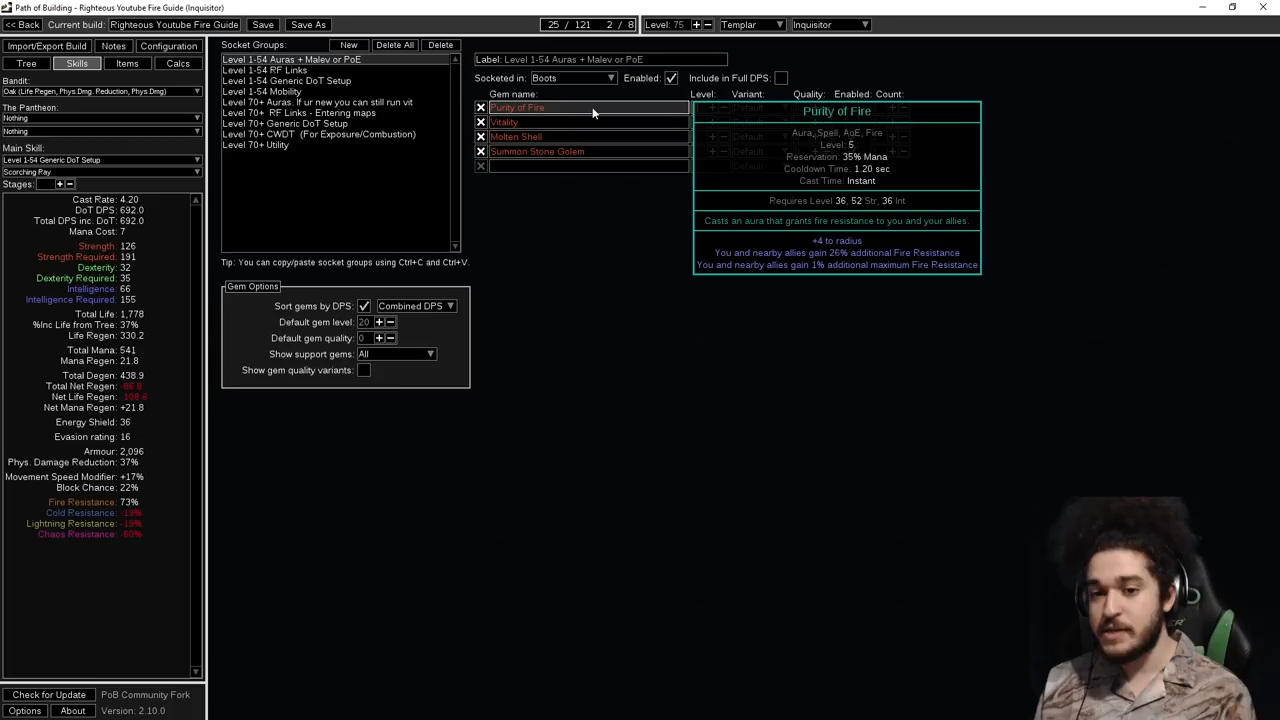 Path of Building - Righteous Youtube Fire Guide (Inquisitor)
<< Back Current build: Righteous Youtube Fire Guide Save Save As 25 / 121 2 / 8 Level: 75 + - Templar Inquisitor
Import/Export Build Notes Configuration
Tree Skills Items Calcs
Bandit:
Oak (Life Regen, Phys.Dmg. Reduction, Phys.Dmg)
The Pantheon:
Nothing
Nothing
Main Skill:
Level 1-54 Generic DoT Setup
Scorching Ray
Stages: + -
Cast Rate: 4.20
DoT DPS: 692.0
Total DPS inc. DoT: 692.0
Mana Cost: 7
Strength: 126
Strength Required: 191
Dexterity: 32
Dexterity Required: 35
Intelligence: 66
Intelligence Required: 155
Total Life: 1,778
%Inc Life from Tree: 37%
Life Regen: 330.2
Total Mana: 541
Mana Regen: 21.8
Total Degen: 438.9
Total Net Regen: -86.8
Net Life Regen: -108.6
Net Mana Regen: +21.8
Energy Shield: 36
Evasion rating: 16
Armour: 2,096
Phys. Damage Reduction: 37%
Movement Speed Modifier: +17%
Block Chance: 22%
Fire Resistance: 73%
Cold Resistance: -19%
Lightning Resistance: -19%
Chaos Resistance: -60%
Check for Update PoB Community Fork
Options About Version: 2.10.0
Socket Groups: New Delete All Delete
Level 1-54 Auras + Malev or PoE
Level 1-54 RF Links
Level 1-54 Generic DoT Setup
Level 1-54 Mobility
Level 70+ Auras. If ur new you can still run vit
Level 70+ RF Links - Entering maps
Level 70+ Generic DoT Setup
Level 70+ CWDT (For Exposure/Combustion)
Level 70+ Utility
Tip: You can copy/paste socket groups using Ctrl+C and Ctrl+V.
Gem Options
Sort gems by DPS: Combined DPS
Default gem level: 20 + -
Default gem quality: 0 + -
Show support gems: All
Show gem quality variants:
Label: Level 1-54 Auras + Malev or PoE
Socketed in: Boots Enabled: Include in Full DPS:
Gem name: Level: Variant: Quality: Enabled: Count:
Purity of Fire
Vitality
Molten Shell
Summon Stone Golem
Purity of Fire
Aura, Spell, AoE, Fire
Level: 5
Reservation: 35% Mana
Cooldown Time: 1.20 sec
Cast Time: Instant
Requires Level 36, 52 Str, 36 Int
Casts an aura that grants fire resistance to you and your allies.
+4 to radius
You and nearby allies gain 26% additional Fire Resistance
You and nearby allies gain 1% additional maximum Fire Resistance